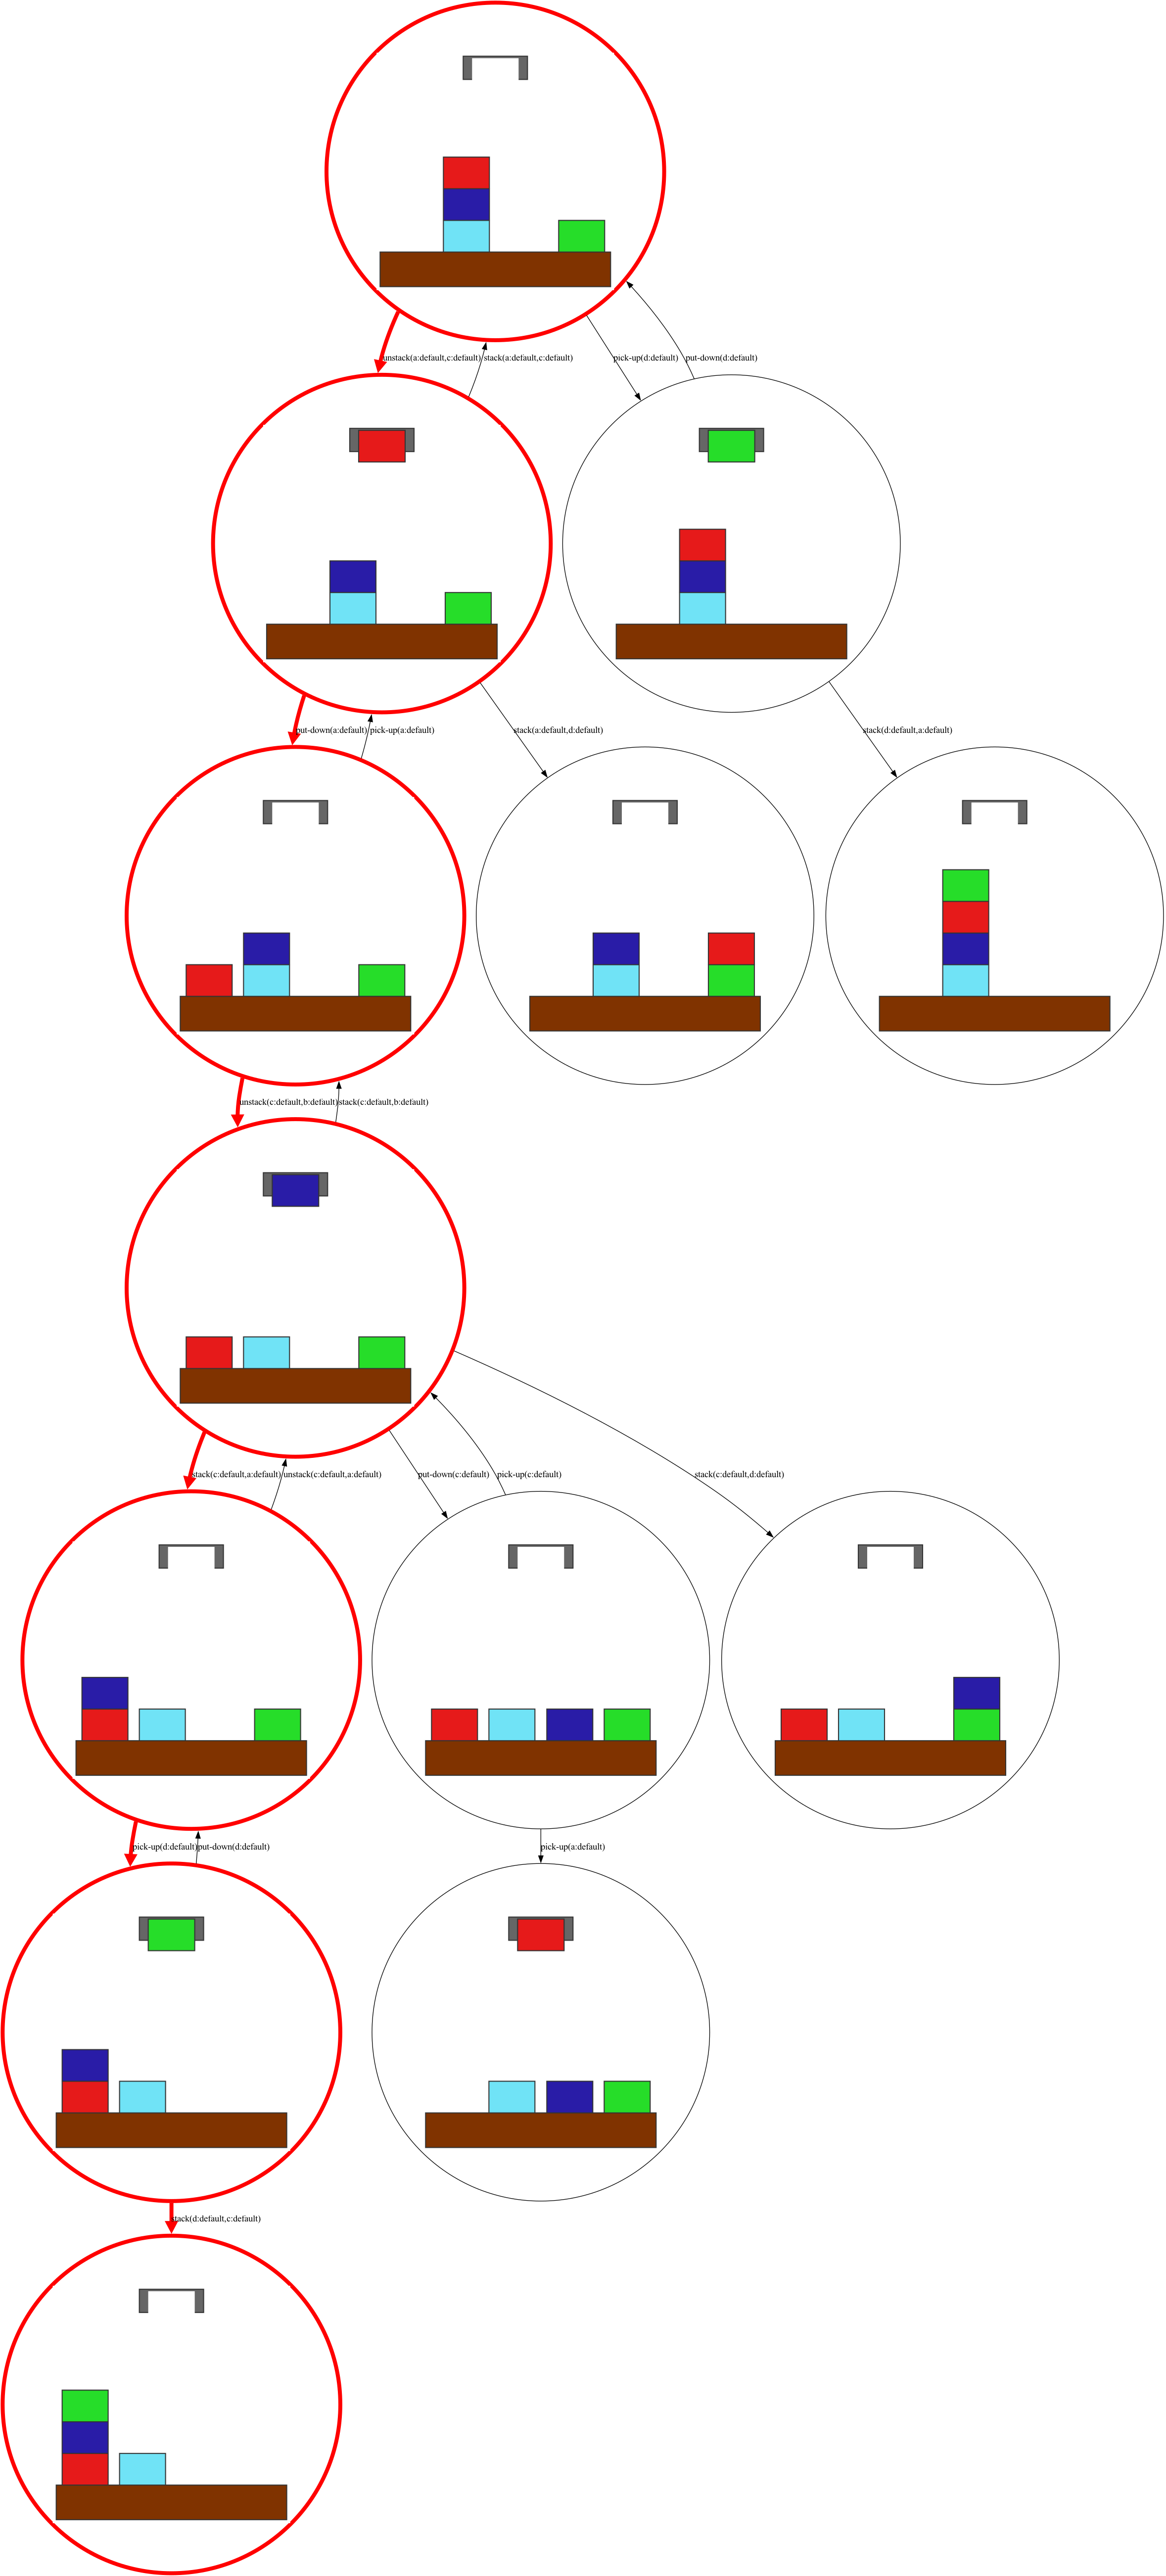 unstack(a:default,c:default)
stack(a:default,c:default)
pick-up(d:default)
put-down(d:default)
put-down(a:default)
pick-up(a:default)
stack(a:default,d:default)
stack(d:default,a:default)
unstack(c:default,b:default)
stack(c:default,b:default)
stack(c:default,a:default)
unstack(c:default,a:default)
put-down(c:default)
pick-up(c:default)
stack(c:default,d:default)
pick-up(d:default)
put-down(d:default)
pick-up(a:default)
stack(d:default,c:default)